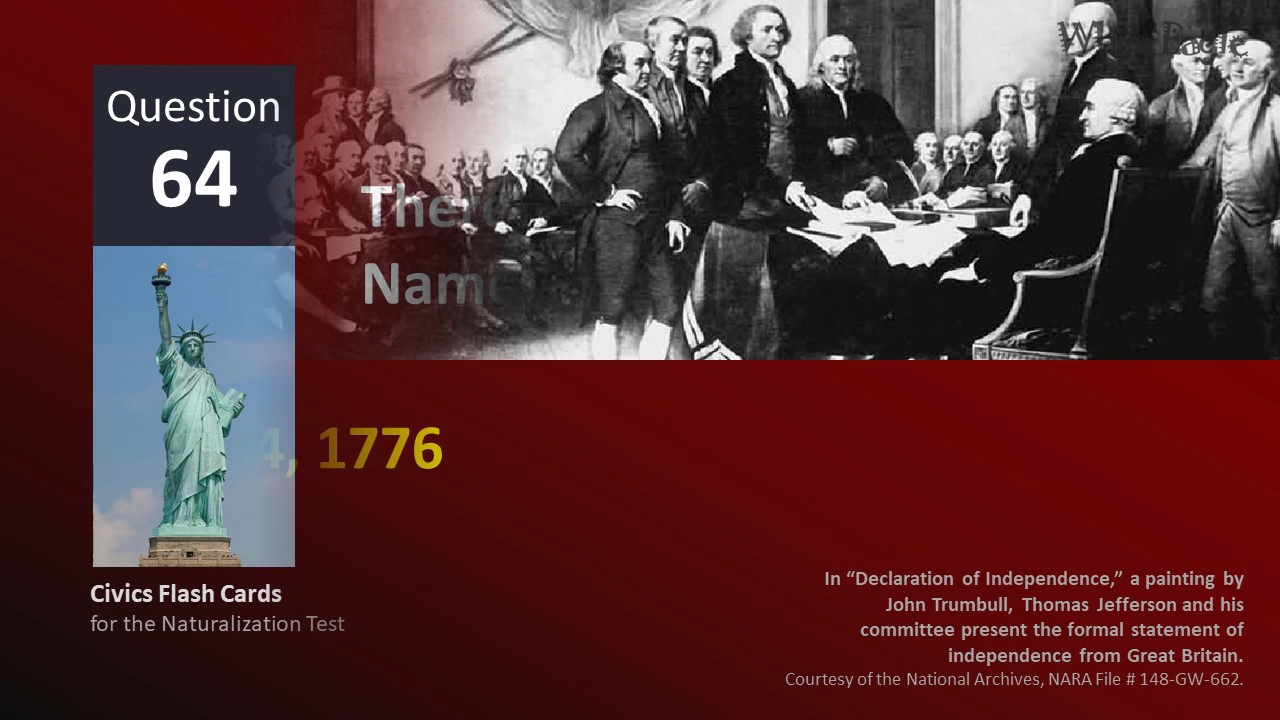 Question
64
Ther
Nam
4, 1776
Civics Flash Cards
for the Naturalization Test
In “Declaration of Independence,” a painting by
John Trumbull, Thomas Jefferson and his
committee present the formal statement of
independence from Great Britain.
Courtesy of the National Archives, NARA File # 148-GW-662.